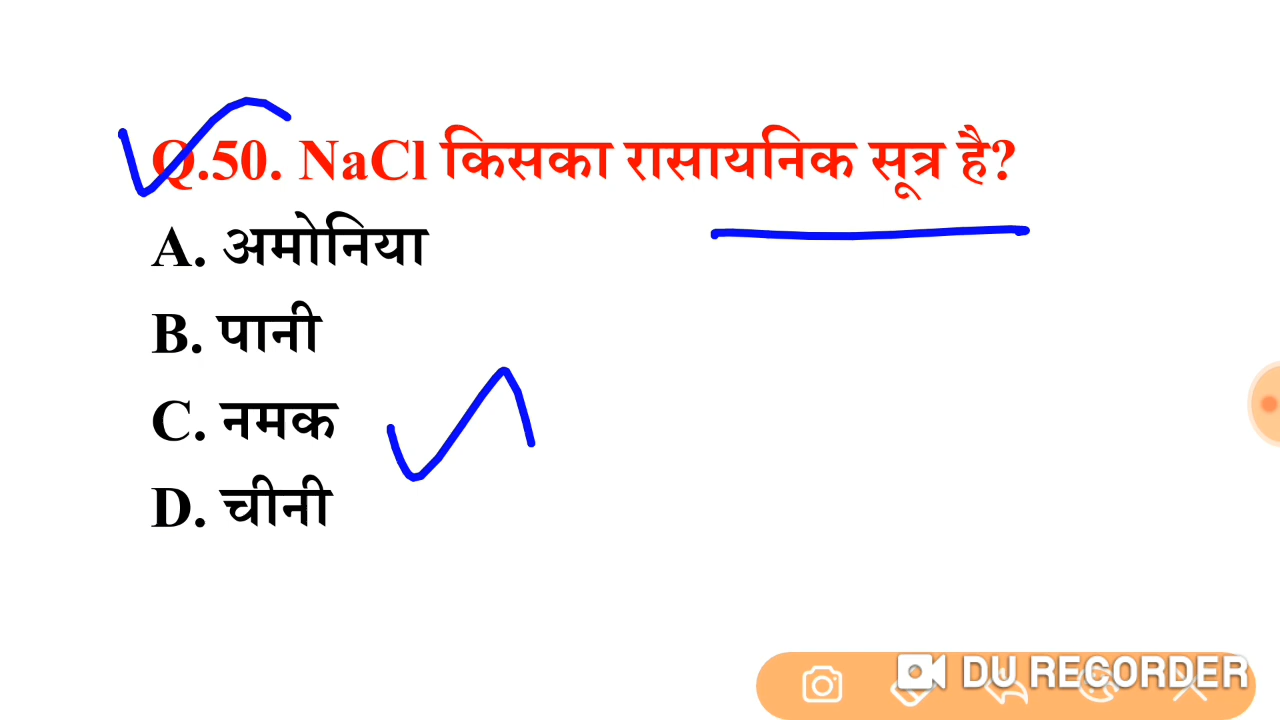 Q.50. NaCl किसका रासायनिक सूत्र है?
A. अमोनिया
B. पानी
C. नमक
D. चीनी
DU RECORDER